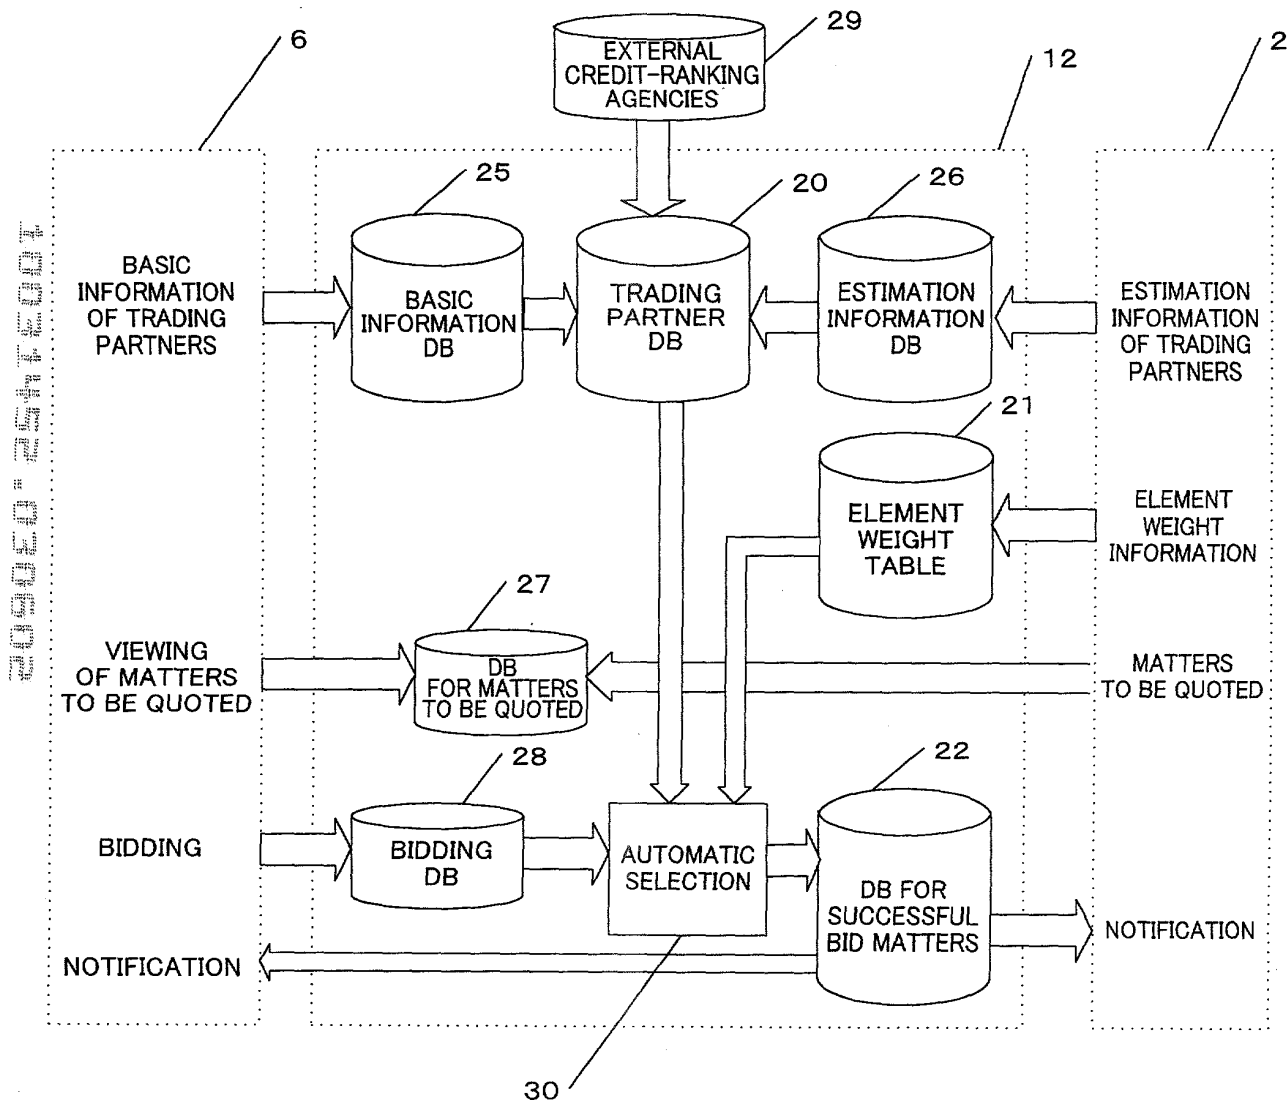 6
29
2
EXTERNAL
CREDIT-RANKING
AGENCIES
12
25
20
26
BASIC
INFORMATION
OF TRADING
PARTNERS
BASIC
INFORMATION
DB
TRADING
PARTNER
DB
ESTIMATION
INFORMATION
DB
ESTIMATION
INFORMATION
OF TRADING
PARTNERS
21
ELEMENT
WEIGHT
TABLE
ELEMENT
WEIGHT
INFORMATION
27
VIEWING
OF MATTERS
TO BE QUOTED
DB
FOR MATTERS
TO BE QUOTED
MATTERS
TO BE QUOTED
28
22
BIDDING
BIDDING
DB
AUTOMATIC
SELECTION
DB FOR
SUCCESSFUL
BID MATTERS
NOTIFICATION
NOTIFICATION
30
10031452.030602